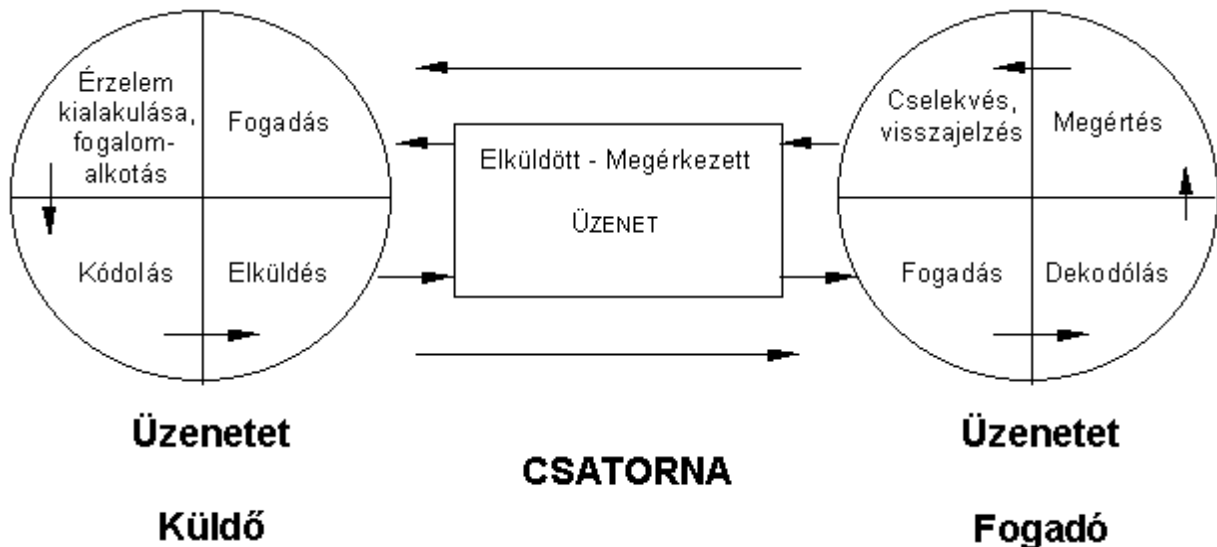 Érzelem
kialakulása,
fogalom-
alkotás
Fogadás
Kódolás
Elküldés
Elküldött - Megérkezett
ÜZENET
Cselekvés,
visszajelzés
Megértés
Fogadás
Dekodólás
Üzenetet
Küldő
CSATORNA
Üzenetet
Fogadó